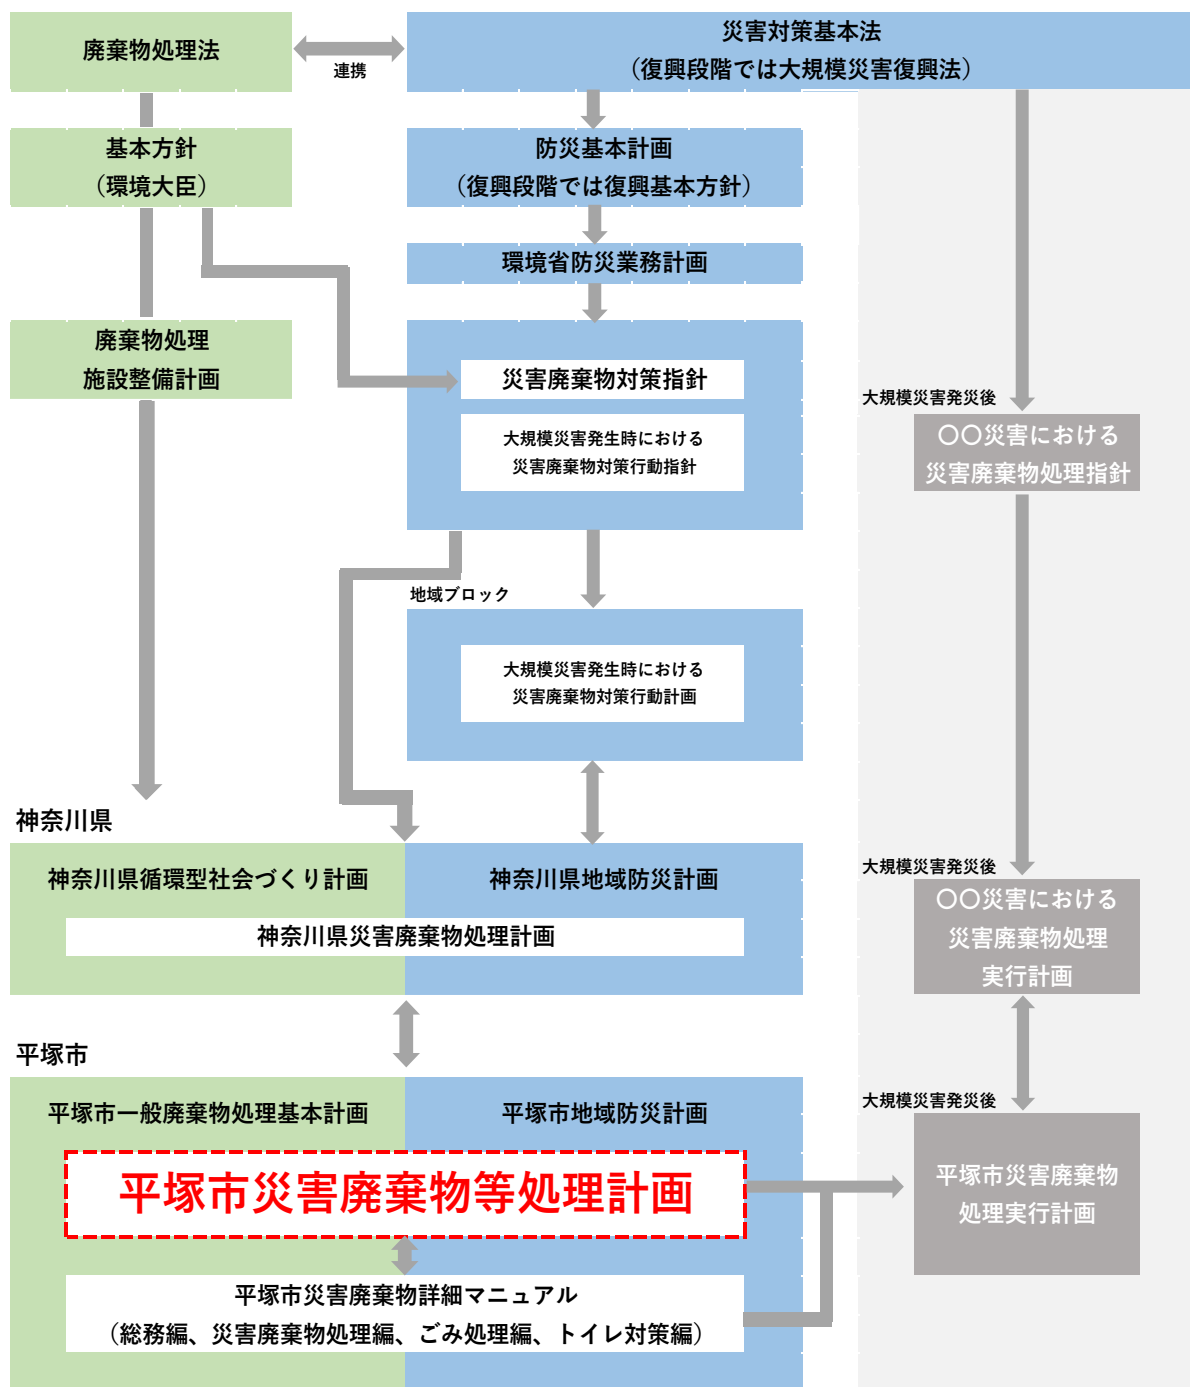 廃棄物処理法
連携
災害対策基本法
（復興段階では大規模災害復興法）
基本方針
（環境大臣）
防災基本計画
（復興段階では復興基本方針）
環境省防災業務計画
廃棄物処理
施設整備計画
災害廃棄物対策指針
大規模災害発生時における
災害廃棄物対策行動指針
大規模災害発災後
〇〇災害における
災害廃棄物処理指針
地域ブロック
大規模災害発生時における
災害廃棄物対策行動計画
神奈川県
神奈川県循環型社会づくり計画
神奈川県地域防災計画
神奈川県災害廃棄物処理計画
大規模災害発災後
〇〇災害における
災害廃棄物処理
実行計画
平塚市
平塚市一般廃棄物処理基本計画
平塚市地域防災計画
平塚市災害廃棄物等処理計画
平塚市災害廃棄物詳細マニュアル
（総務編、災害廃棄物処理編、ごみ処理編、トイレ対策編）
大規模災害発災後
平塚市災害廃棄物
処理実行計画